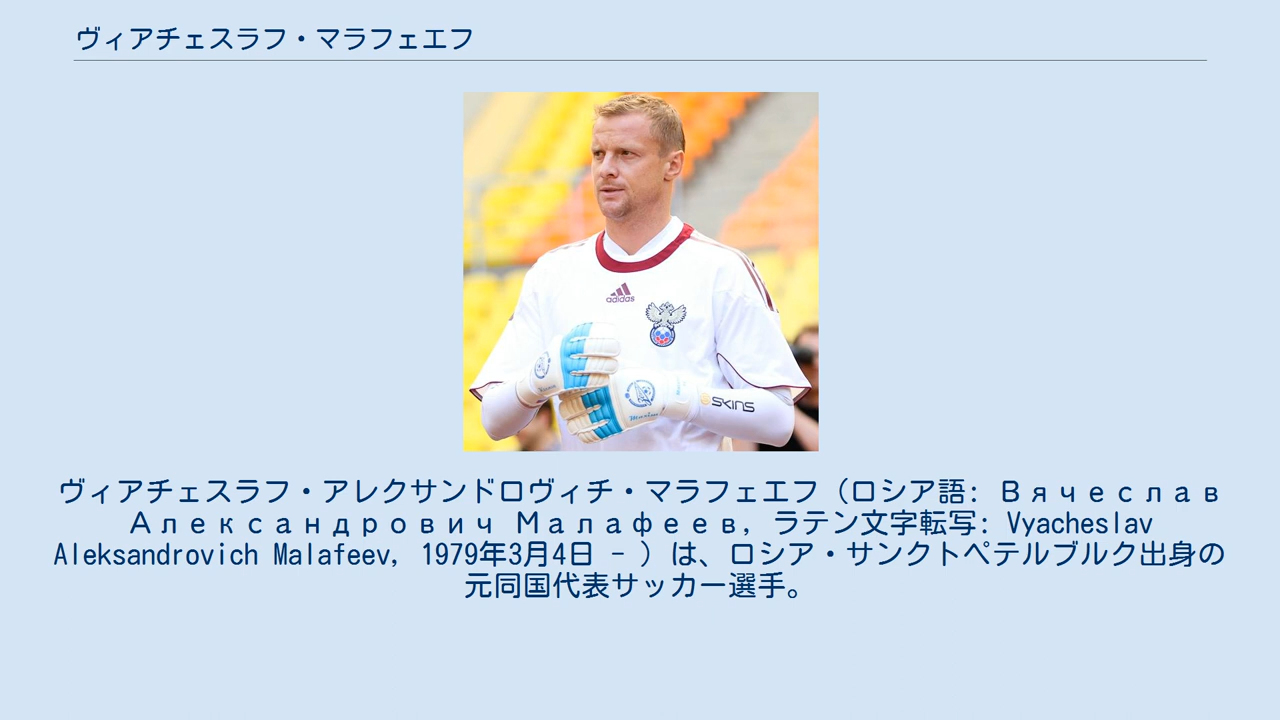 ヴィアチェスラフ・マラフェエフ
adidas
SKINS
ヴィアチェスラフ・アレクサンドロヴィチ・マラフェエフ（ロシア語: Вячеслав
Александрович Малафеев, ラテン文字転写: Vyacheslav
Aleksandrovich Malafeev, 1979年3月4日 - ）は、ロシア・サンクトペテルブルク出身の
元同国代表サッカー選手。